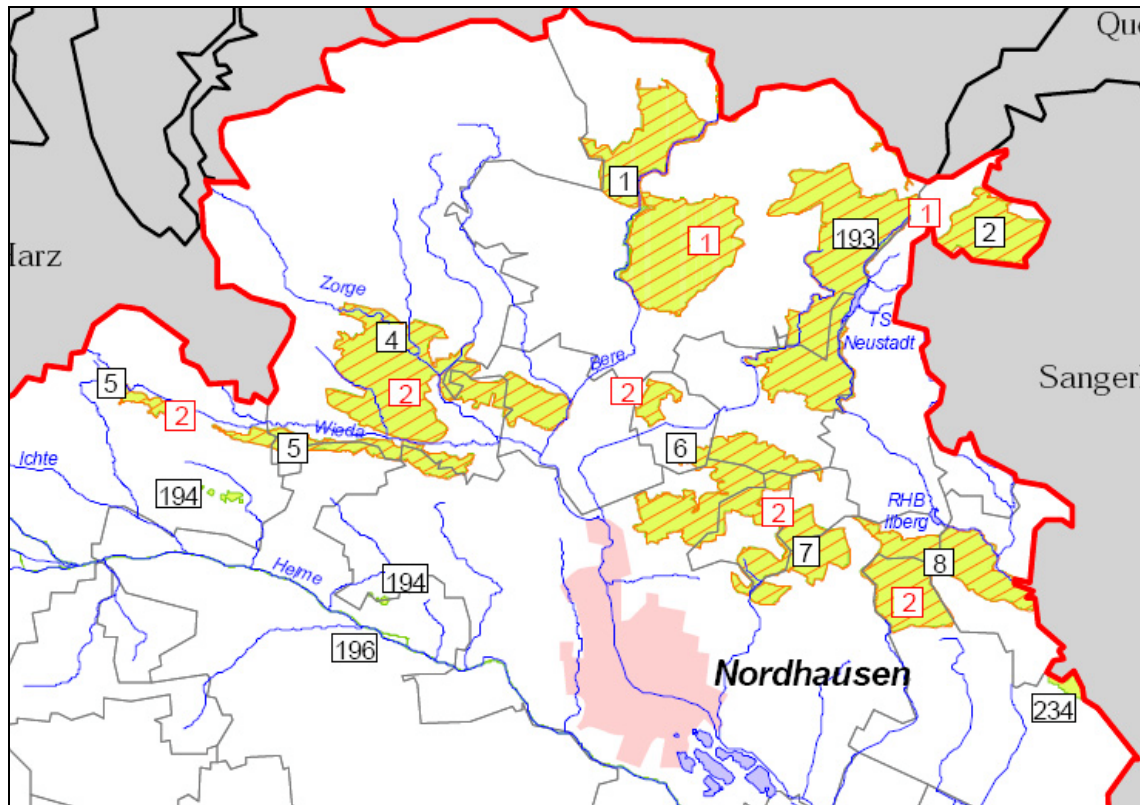 Que
1
1
2
193
1
Harz
Zorge
4
TS
Neustadt
Bere
Sanger
5
2
2
2
Wieda
5
6
Ichte
194
RHB
Ilberg
2
7
8
Helme
194
2
196
Nordhausen
234